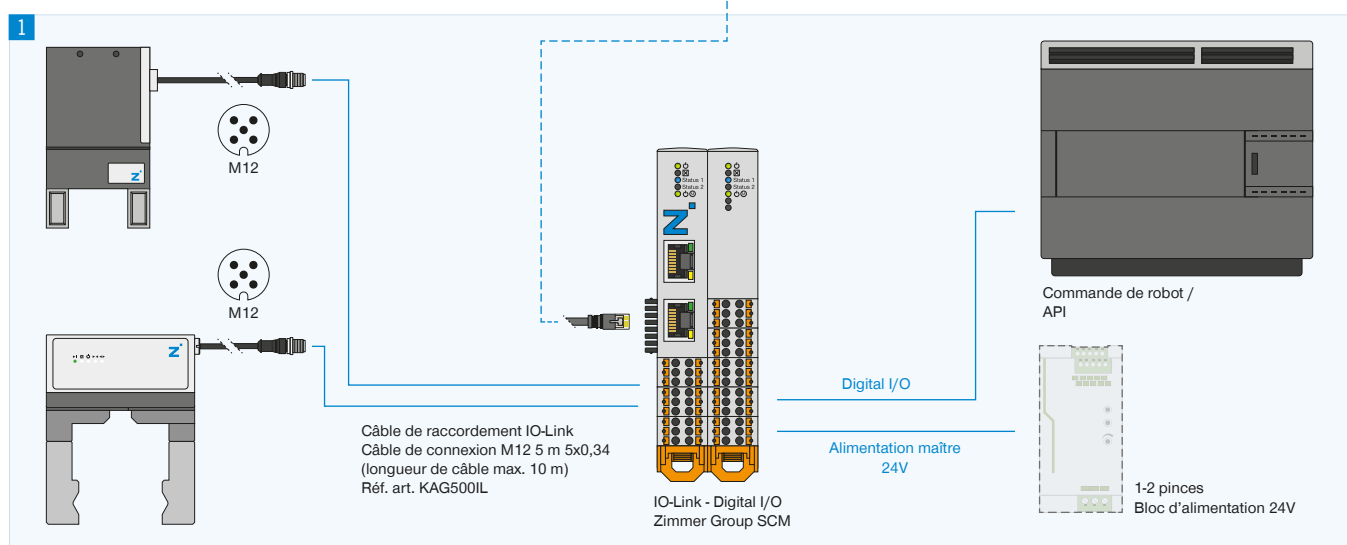 1
M12
M12
Status 1
Status 2
Status 1
Status 2
Câble de raccordement IO-Link
Câble de connexion M12 5 m 5x0,34
(longueur de câble max. 10 m)
Réf. art. KAG500IL
IO-Link - Digital I/O
Zimmer Group SCM
Digital I/O
Alimentation maître
24V
Commande de robot /
API
1-2 pinces
Bloc d’alimentation 24V